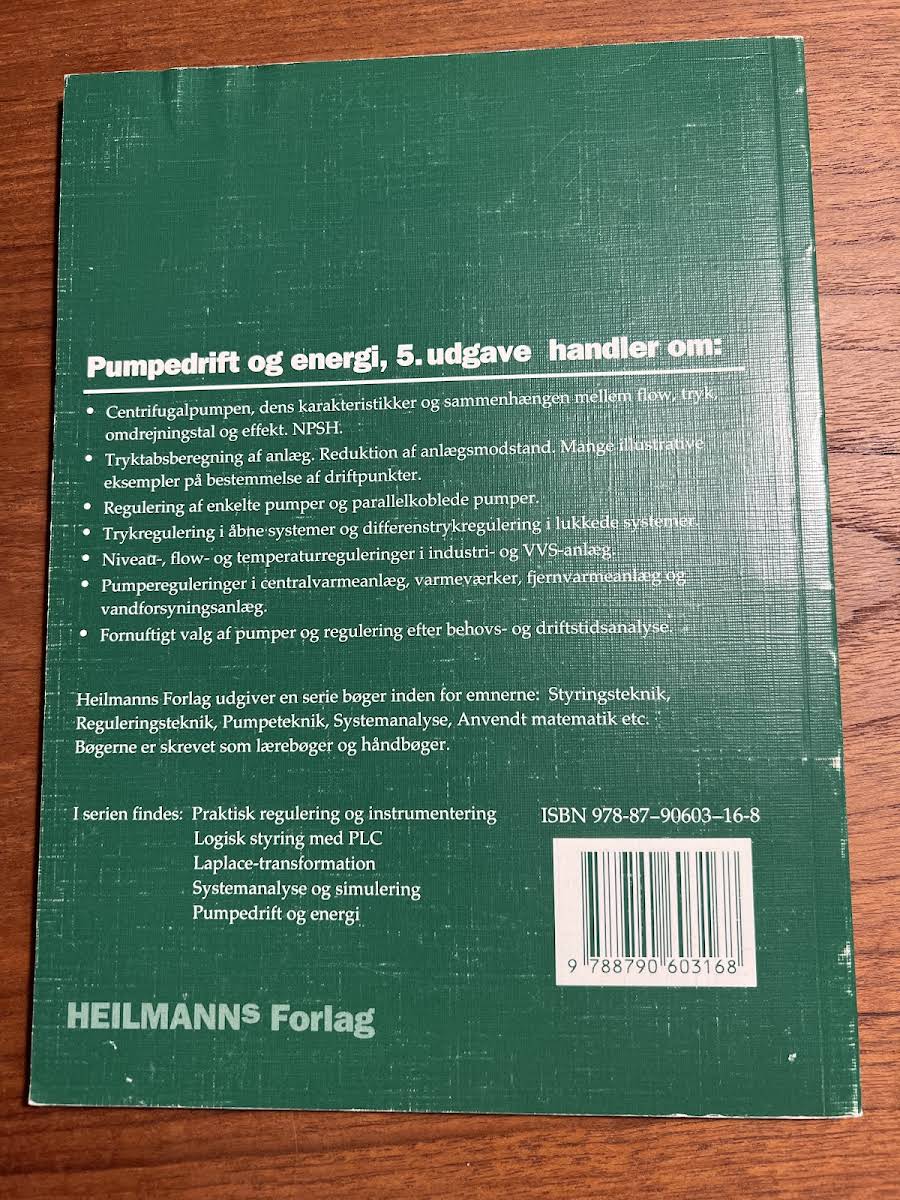 Pumpedrift og energi, 5. udgave handler om:
• Centrifugalpumpen, dens karakteristikker og sammenhængen mellem flow, tryk,
omdrejningstal og effekt. NPSH.
• Tryktabsberegning af anlæg. Reduktion af anlægsmodstand. Mange illustrative
eksempler på bestemmelse af driftpunkter.
• Regulering af enkelte pumper og parallelkoblede pumper.
• Trykregulering i åbne systemer og differenstrykregulering i lukkede systemer.
• Niveau-, flow- og temperaturreguleringer i industri- og VVS-anlæg.
• Pumpereguleringer i centralvarmeanlæg, varmeværker, fjernvarmeanlæg og
vandforsyningsanlæg.
• Fornuftigt valg af pumper og regulering efter behovs- og driftstidsanalyse.
Heilmanns Forlag udgiver en serie bøger inden for emnerne: Styringsteknik,
Reguleringsteknik, Pumpeteknik, Systemanalyse, Anvendt matematik etc.
Bøgerne er skrevet som lærebøger og håndbøger.
I serien findes: Praktisk regulering og instrumentering
Logisk styring med PLC
Laplace-transformation
Systemanalyse og simulering
Pumpedrift og energi
ISBN 978-87-90603-16-8
9 788790 603168
HEILMANNs Forlag